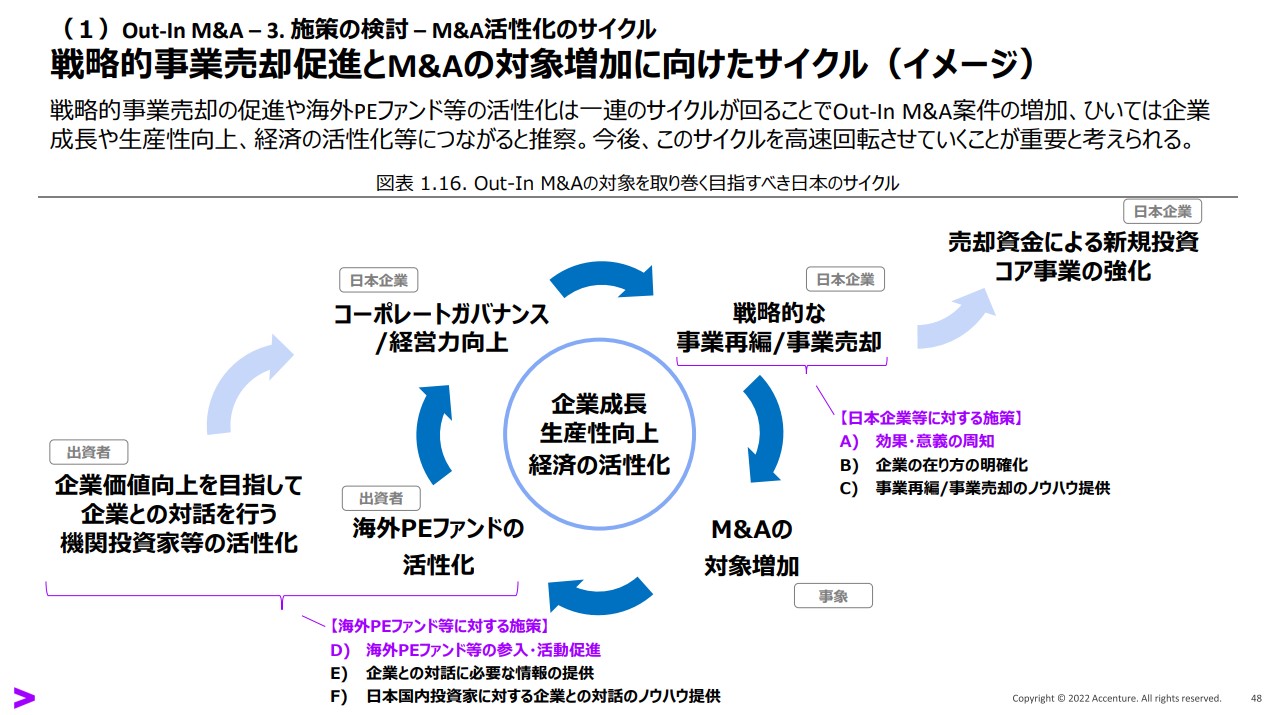 （１）Out-In M&A – 3. 施策の検討 – M&A活性化のサイクル
戦略的事業売却促進とM&Aの対象増加に向けたサイクル（イメージ）
戦略的事業売却の促進や海外PEファンド等の活性化は一連のサイクルが回ることでOut-In M&A案件の増加、ひいては企業
成長や生産性向上、経済の活性化等につながると推察。今後、このサイクルを高速回転させていくことが重要と考えられる。
図表 1.16. Out-In M&Aの対象を取り巻く目指すべき日本のサイクル
日本企業
売却資金による新規投資
コア事業の強化
日本企業
コーポレートガバナンス
/経営力向上
日本企業
戦略的な
事業再編/事業売却
企業成長
生産性向上
経済の活性化
【日本企業等に対する施策】
A) 効果・意義の周知
B) 企業の在り方の明確化
C) 事業再編/事業売却のノウハウ提供
出資者
企業価値向上を目指して
企業との対話を行う
機関投資家等の活性化
出資者
海外PEファンドの
活性化
M&Aの
対象増加
事象
【海外PEファンド等に対する施策】
D) 海外PEファンド等の参入・活動促進
E) 企業との対話に必要な情報の提供
F) 日本国内投資家に対する企業との対話のノウハウ提供
Copyright © 2022 Accenture. All rights reserved.
48